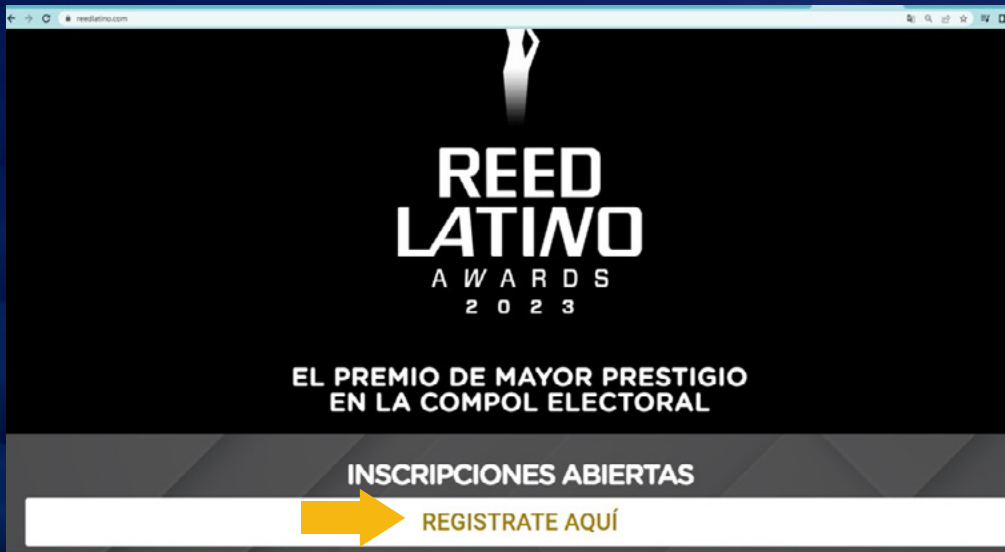 reedlatino.com
REED
LATINO
AWARDS
2023
EL PREMIO DE MAYOR PRESTIGIO
EN LA COMPOL ELECTORAL
INSCRIPCIONES ABIERTAS
REGISTRATE AQUÍ